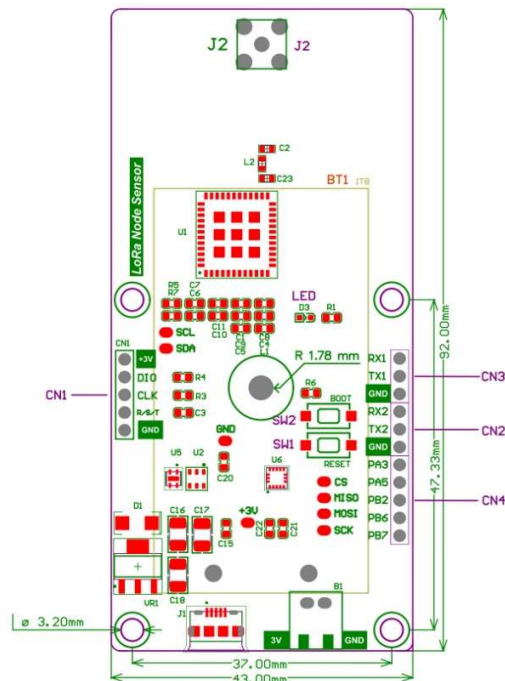 J2
J2
C2
L2
C23
BT1
BT1
LoRa Node Sensor
U1
R5
R7
C7
C6
LED
D3
R1
SCL
SDA
C11
C10
L1
R 1.78 mm
92.00mm
CN1
+3V
DIO
CLK
R/S/T
GND
CN1
R4
R3
C3
R6
BOOT
SW2
SW1
RESET
RX1
TX1
GND
CN3
RX2
TX2
GND
CN2
PA3
PA5
PB2
PB6
PB7
CN4
47.33mm
GND
U5
U2
C20
U6
CS
MISO
MOSI
SCK
D1
C16
C17
+3V
C15
C22
C21
VR1
C18
J1
B1
3V
GND
ø 3.20mm
37.00mm
43.00mm